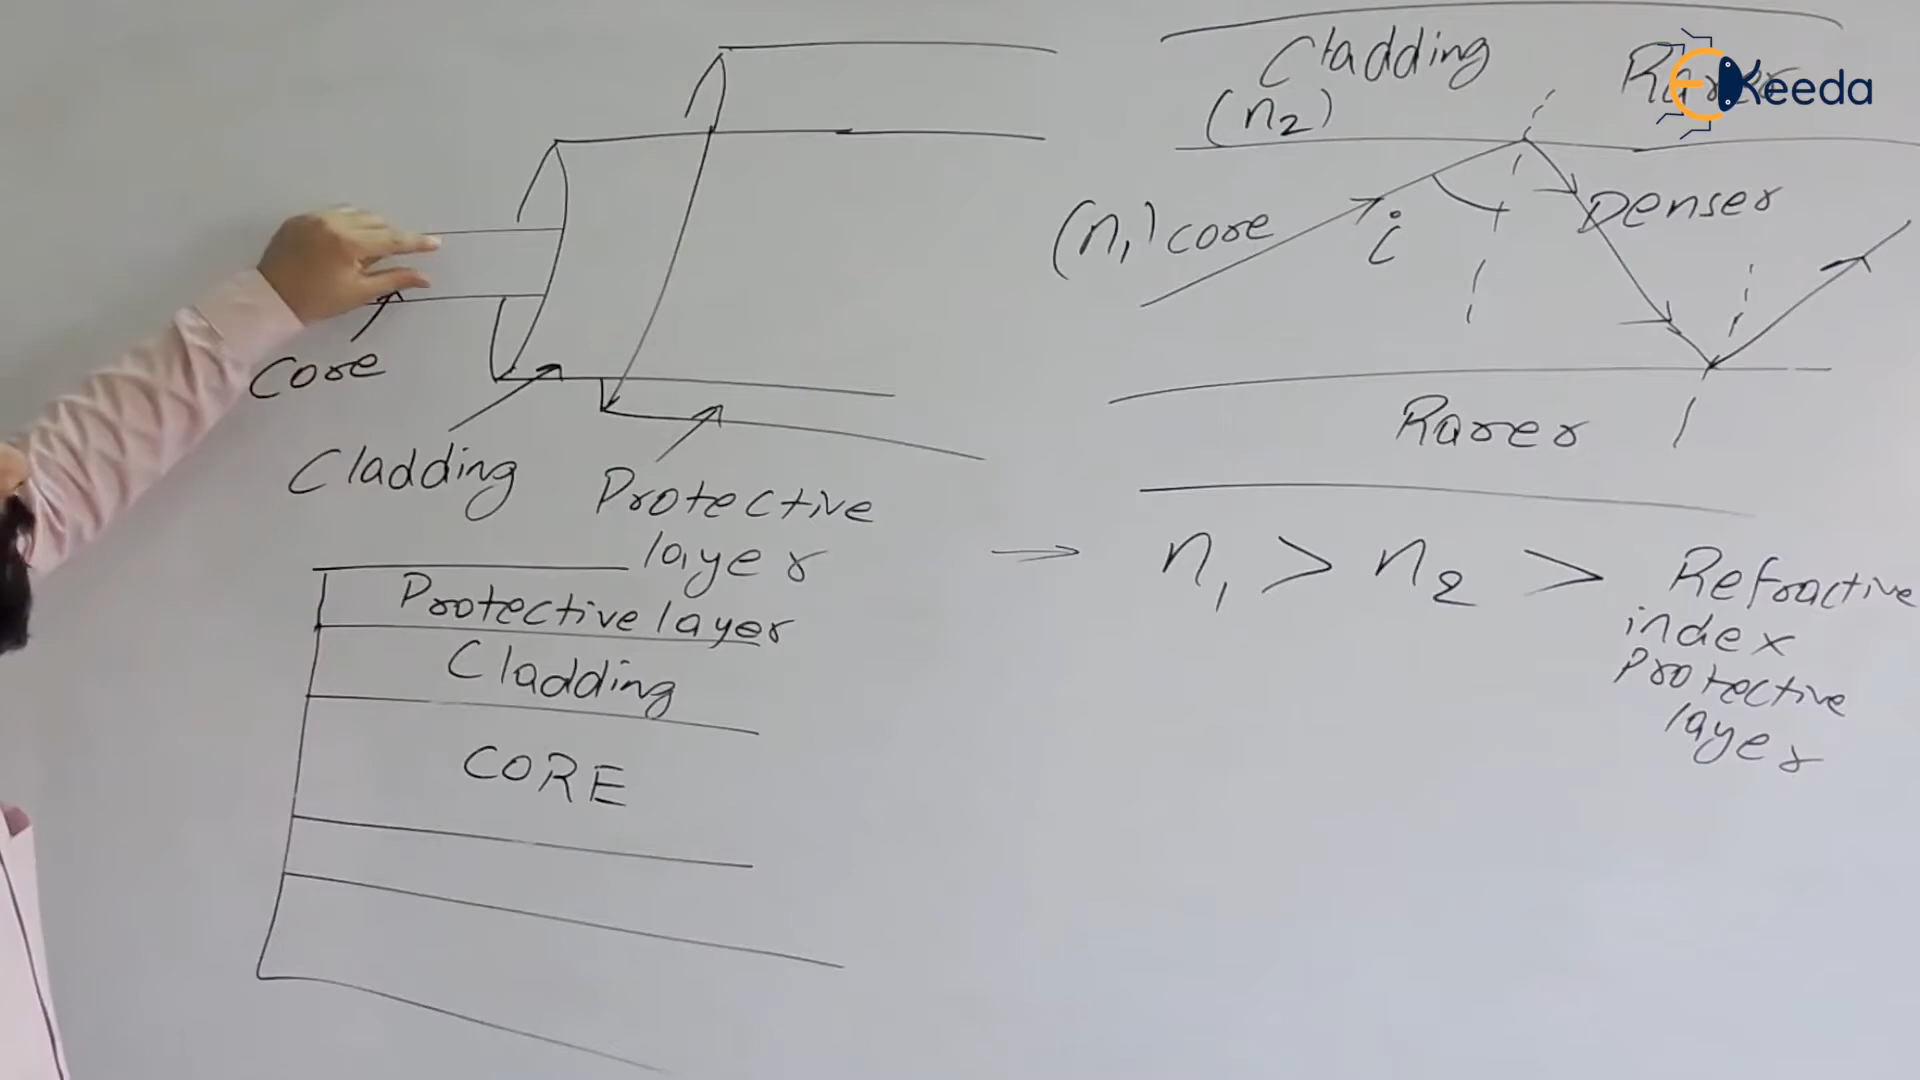 Core
Cladding
Protective
layer
Protective layer
Cladding
CORE
Cladding
(n2)
Rarer
EKeeda
(n1) core
i
Denser
Rarer
→ n1 > n2 > Refractive
index
Protective
layer